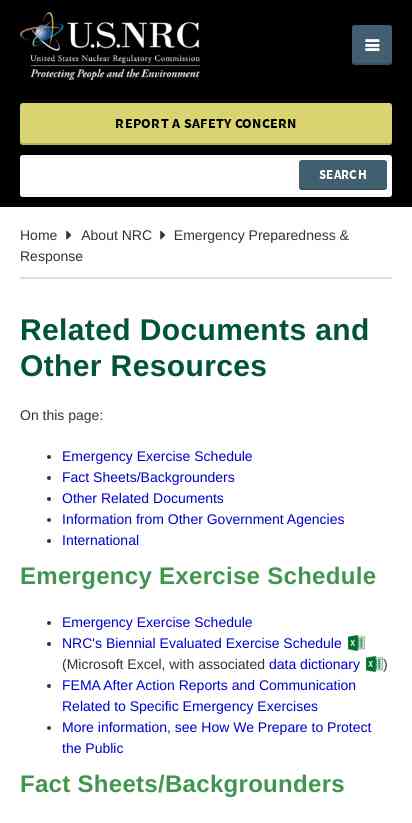 U.S.NRC
United States Nuclear Regulatory Commission
Protecting People and the Environment
REPORT A SAFETY CONCERN
SEARCH
Home About NRC Emergency Preparedness &
Response
Related Documents and
Other Resources
On this page:
Emergency Exercise Schedule
Fact Sheets/Backgrounders
Other Related Documents
Information from Other Government Agencies
International
Emergency Exercise Schedule
Emergency Exercise Schedule
NRC's Biennial Evaluated Exercise Schedule
(Microsoft Excel, with associated data dictionary )
FEMA After Action Reports and Communication
Related to Specific Emergency Exercises
More information, see How We Prepare to Protect
the Public
Fact Sheets/Backgrounders